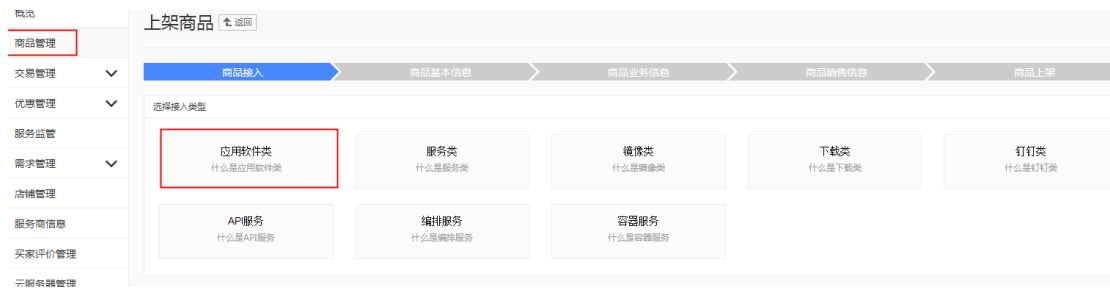 概览
商品管理
交易管理
优惠管理
服务监管
需求管理
店铺管理
服务商信息
买家评价管理
云服务器管理
上架商品 返回
商品接入 商品基本信息 商品业务信息 商品销售信息 商品上架
选择接入类型
应用软件类 服务类 镜像类 下载类 钉钉类
什么是应用软件类 什么是服务类 什么是镜像类 什么是下载类 什么是钉钉类
API服务 编排服务 容器服务
什么是API服务 什么是编排服务 什么是容器服务